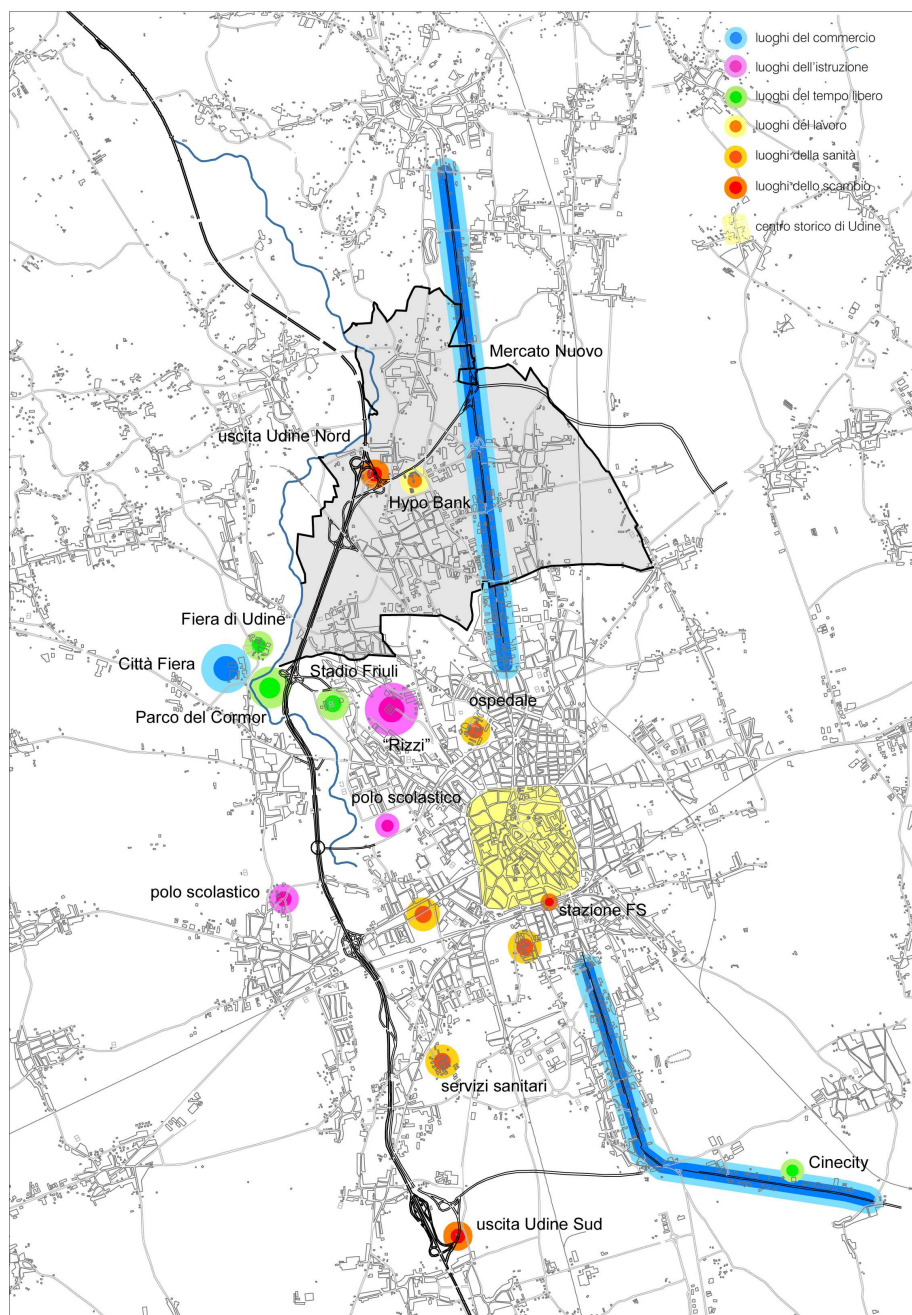 luoghi del commercio
luoghi dell'istruzione
luoghi del tempo libero
luoghi del lavoro
luoghi della sanità
luoghi dello scambio
centro storico di Udine
Mercato Nuovo
uscita Udine Nord
Hypo Bank
Fiera di Udine
Città Fiera
Stadio Friuli
Parco del Cormor
ospedale
"Rizzi"
polo scolastico
polo scolastico
stazione FS
servizi sanitari
Cinecity
uscita Udine Sud